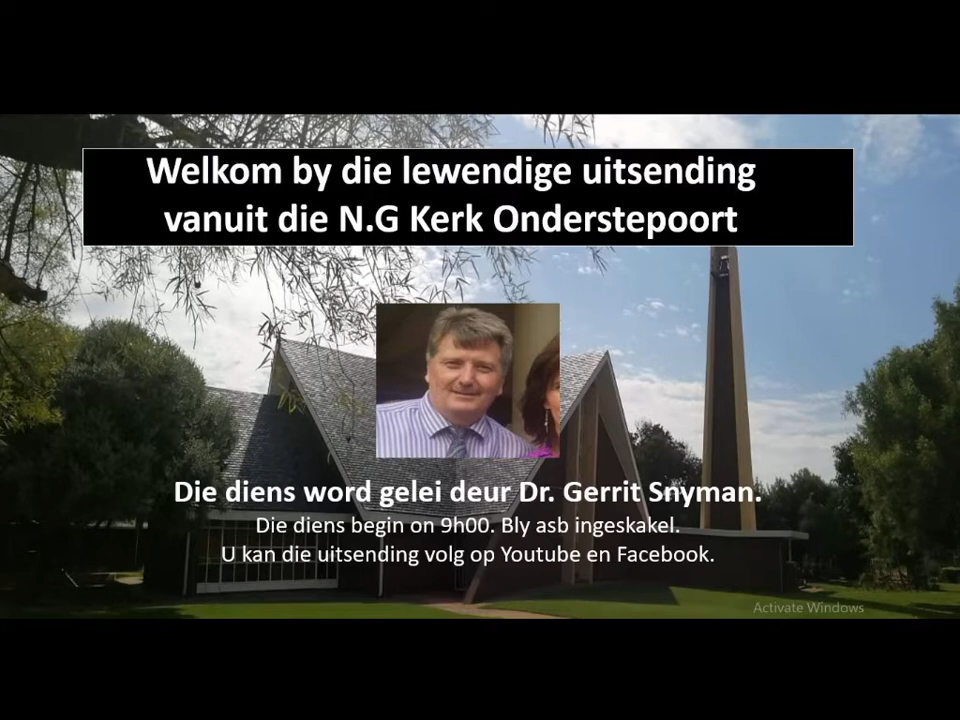 Welkom by die lewendige uitsending
vanuit die N.G Kerk Onderstepoort
Die diens word gelei deur Dr. Gerrit Snyman.
Die diens begin on 9h00. Bly asb ingeskakel.
U kan die uitsending volg op Youtube en Facebook.
Activate Windows